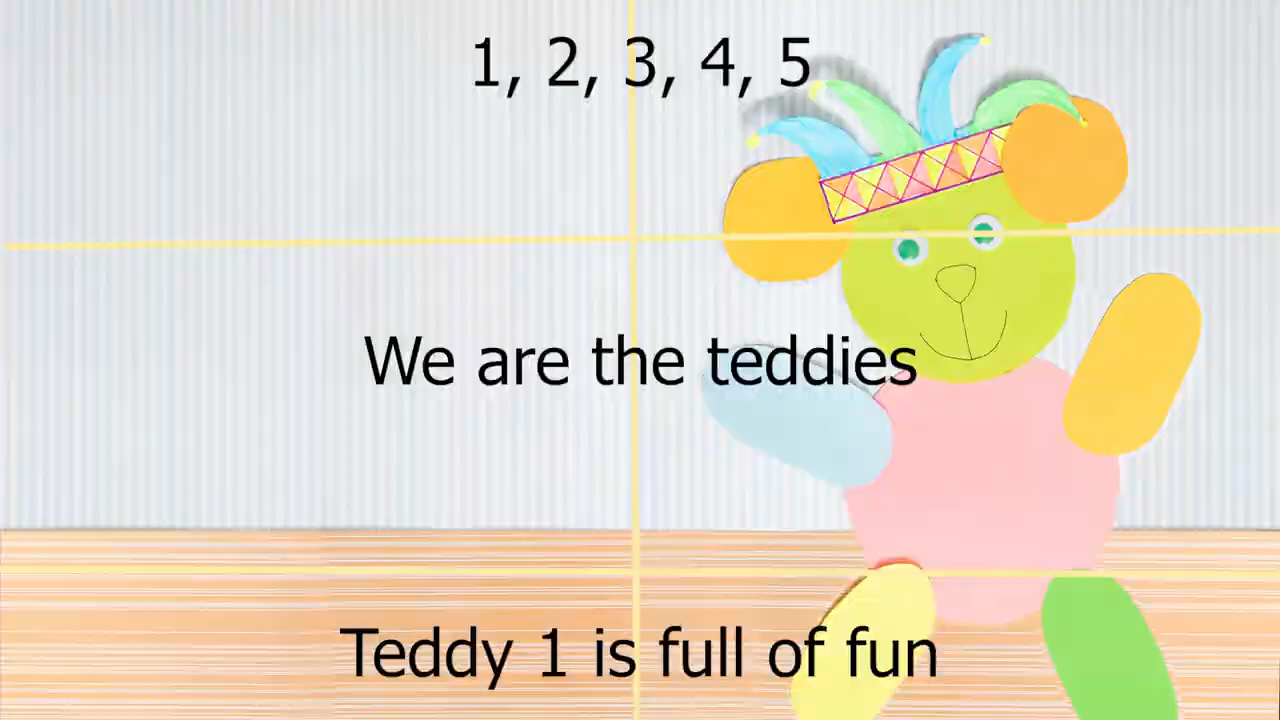 1, 2, 3, 4, 5
We are the teddies
Teddy 1 is full of fun